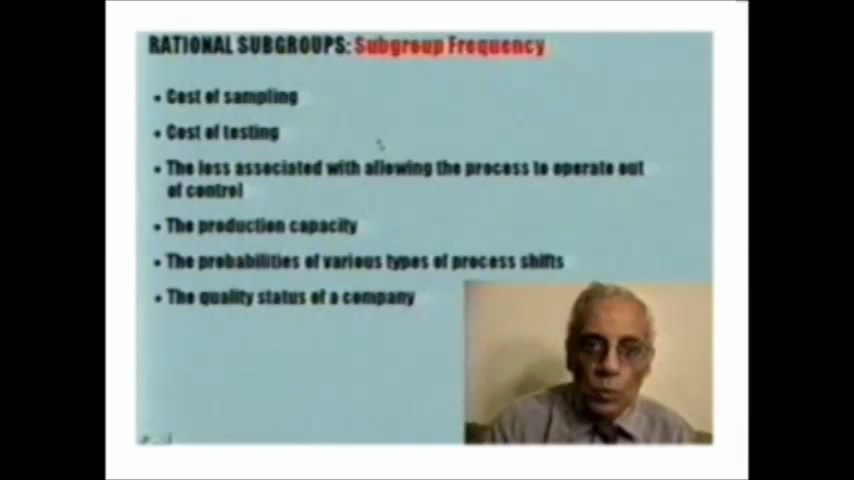 RATIONAL SUBGROUPS: Subgroup Frequency
• Cost of sampling
• Cost of testing
• The loss associated with allowing the process to operate out
of control
• The production capacity
• The probabilities of various types of process shifts
• The quality status of a company